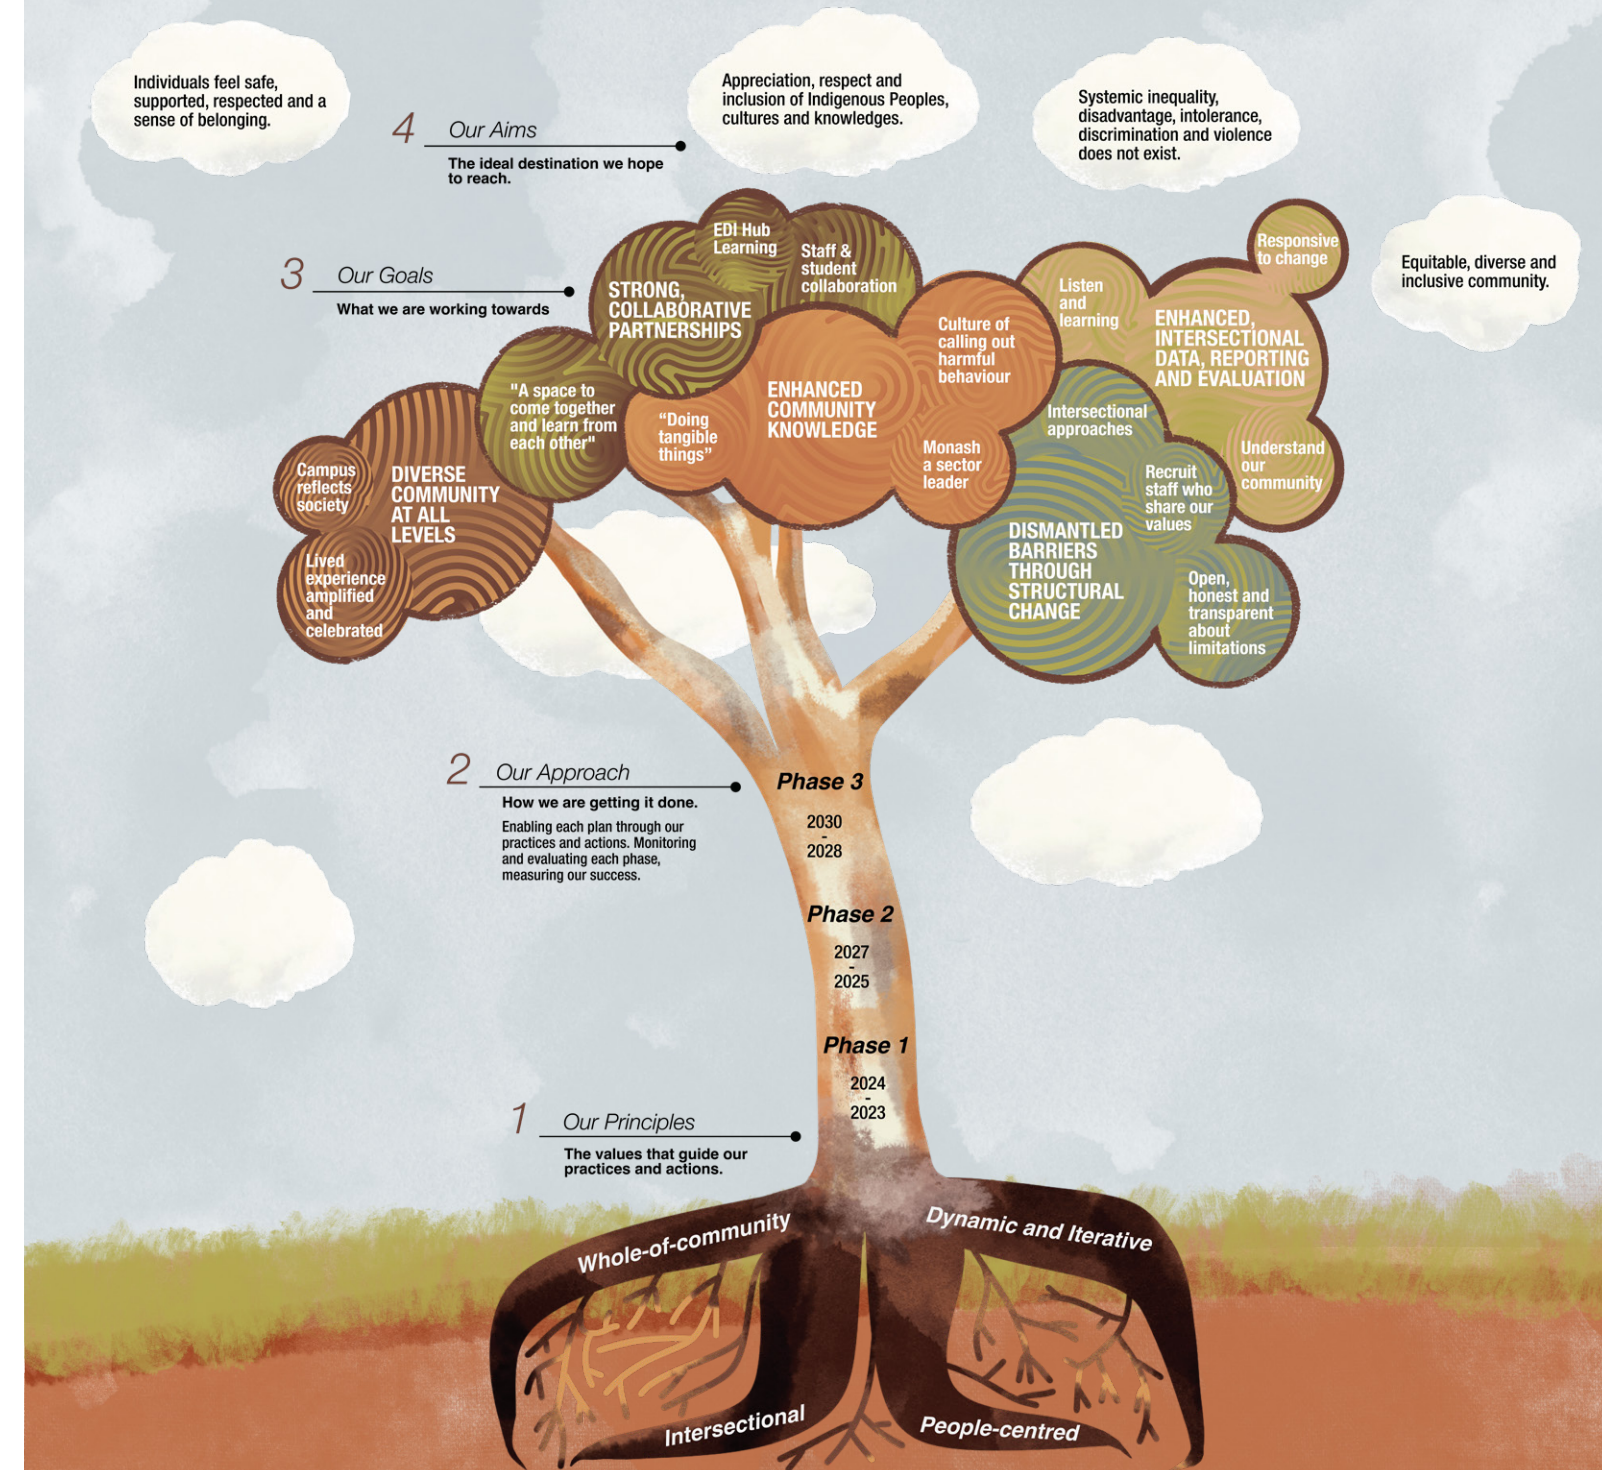 Individuals feel safe,
supported, respected and a
sense of belonging.
4 Our Aims
The ideal destination we hope
to reach.
Appreciation, respect and
inclusion of Indigenous Peoples,
cultures and knowledges.
Systemic inequality,
disadvantage, intolerance,
discrimination and violence
does not exist.
Equitable, diverse and
inclusive community.
3 Our Goals
What we are working towards
EDI Hub
Learning
Staff &
student
collaboration
STRONG,
COLLABORATIVE
PARTNERSHIPS
"A space to
come together
and learn from
each other"
Campus
reflects
society
DIVERSE
COMMUNITY
AT ALL
LEVELS
Lived
experience
amplified
and
celebrated
“Doing
tangible
things”
ENHANCED
COMMUNITY
KNOWLEDGE
Culture of
calling out
harmful
behaviour
Monash
a sector
leader
Listen
and
learning
Responsive
to change
ENHANCED,
INTERSECTIONAL
DATA, REPORTING
AND EVALUATION
Understand
our
community
Intersectional
approaches
Recruit
staff who
share our
values
DISMANTLED
BARRIERS
THROUGH
STRUCTURAL
CHANGE
Open,
honest and
transparent
about
limitations
2 Our Approach
How we are getting it done.
Enabling each plan through our
practices and actions. Monitoring
and evaluating each phase,
measuring our success.
Phase 3
2030
-
2028
Phase 2
2027
-
2025
Phase 1
2024
-
2023
1 Our Principles
The values that guide our
practices and actions.
Whole-of-community
Dynamic and Iterative
Intersectional
People-centred